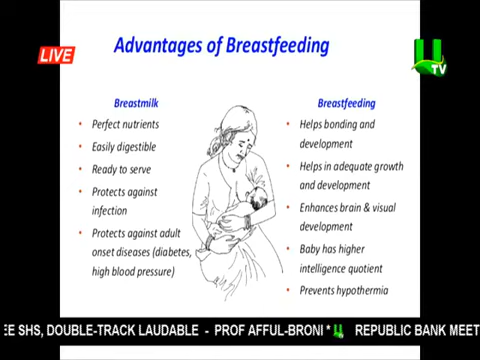 Advantages of Breastfeeding
LIVE
U
TV
Breastmilk
• Perfect nutrients
• Easily digestible
• Ready to serve
• Protects against
infection
• Protects against adult
onset diseases (diabetes,
high blood pressure)
Breastfeeding
• Helps bonding and
development
• Helps in adequate growth
and development
• Enhances brain & visual
development
• Baby has higher
intelligence quotient
• Prevents hypothermia
EE SHS, DOUBLE-TRACK LAUDABLE - PROF AFFUL-BRONI * REPUBLIC BANK MEET